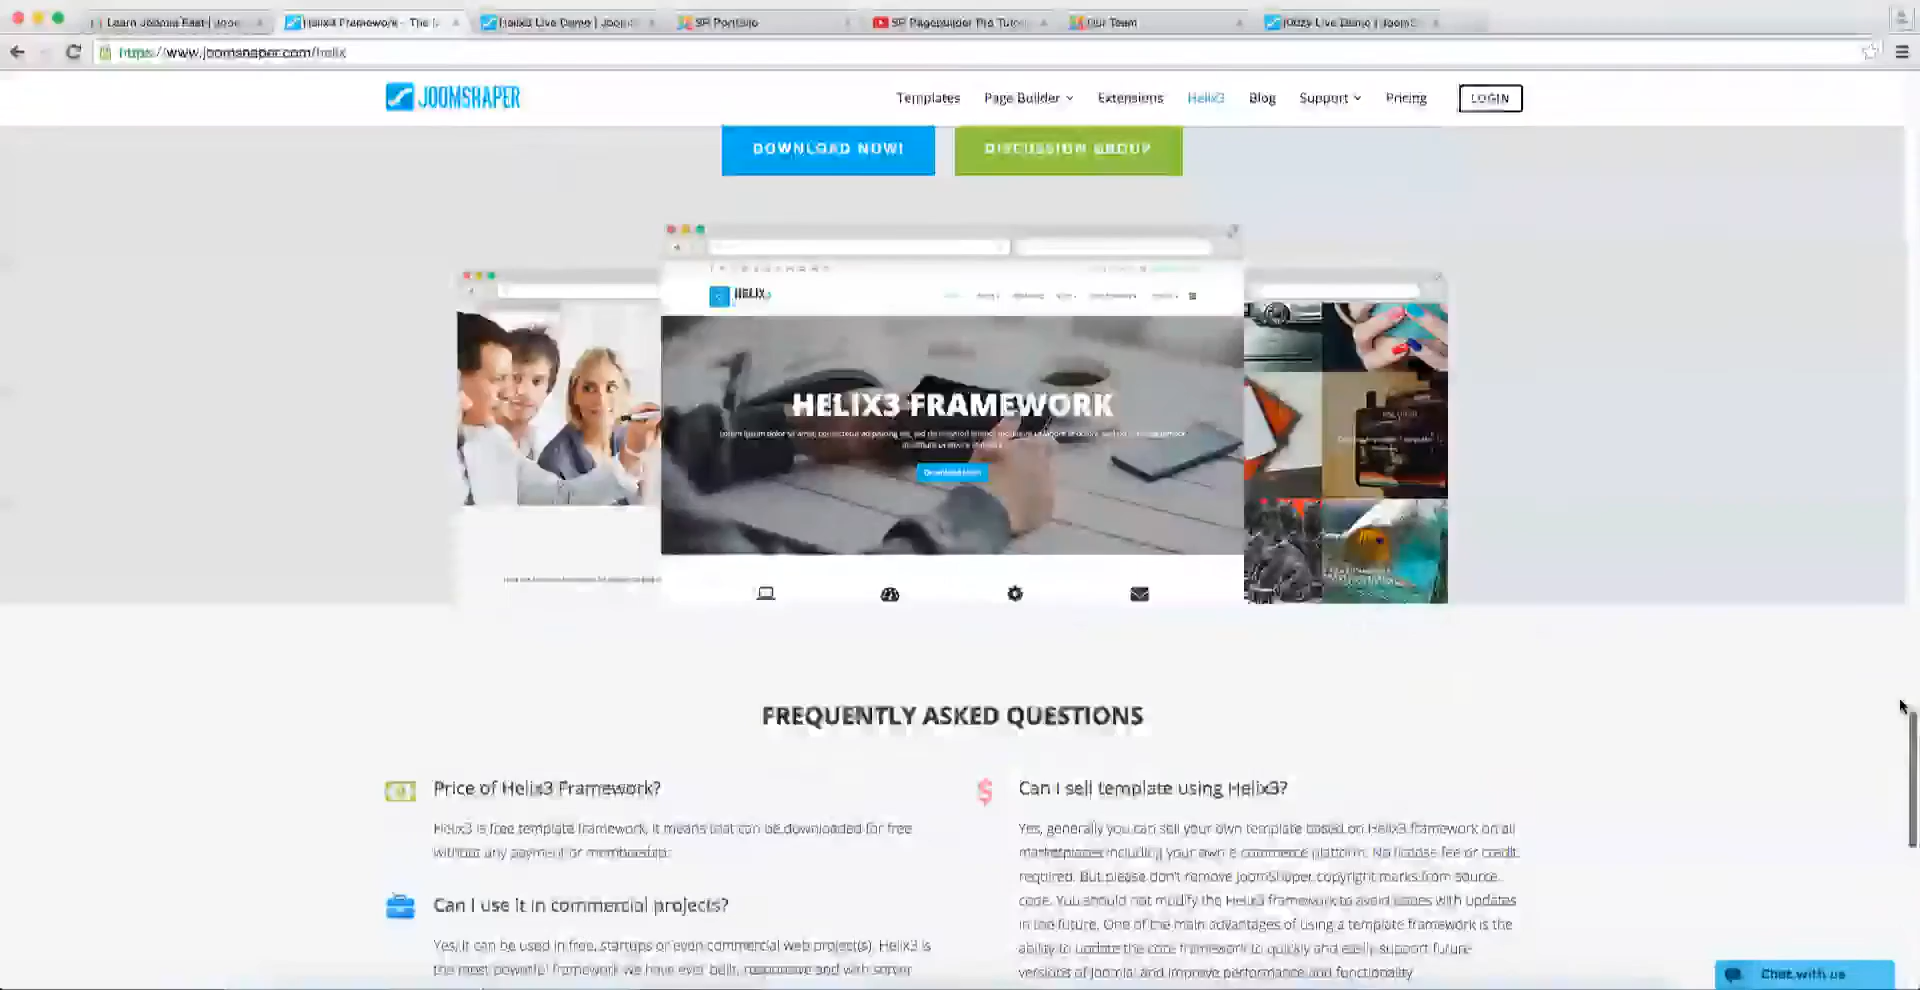 Learn Joomla Fast | Joom
Helix3 Framework - The
Helix3 Live Demo | Joom
SP Portfolio
SP Pagebuilder Pro Tutor
Our Team
Live Demo | JoomS
https://www.joomshaper.com/helix
JOOMSHAPER
Templates Page Builder Extensions Helix3 Blog Support Pricing LOGIN
DOWNLOAD NOW!
DISCUSSION GROUP
HELIX3
HELIX3 FRAMEWORK
Download Now
FREQUENTLY ASKED QUESTIONS
Price of Helix3 Framework?
Helix3 is free template framework, it means that can be downloaded for free
without any payment or membership.
Can I use it in commercial projects?
Yes, it can be used in free, startups or even commercial web project(s). Helix3 is
the most powerful framework we have ever built, responsive and with server
Can I sell template using Helix3?
Yes, generally you can sell your own template based on Helix3 framework on all
marketplaces including your own e-commerce platform. No license fee or credit
required. But please don't remove JoomShaper copyright marks from source
code. You should not modify the Helix3 framework to avoid issues with updates
in the future. One of the main advantages of using a template framework is the
ability to update the core framework to quickly and easily support future
versions of Joomla! and improve performance and functionality
Chat with us